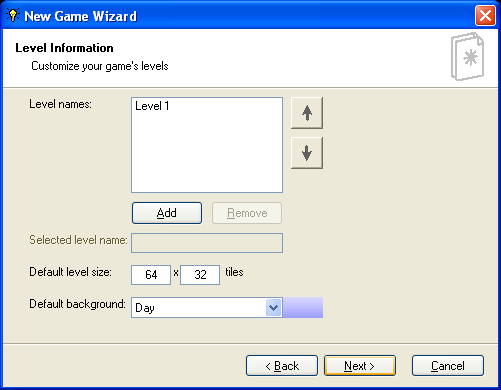 New Game Wizard
Level Information
Customize your game's levels
Level names:
Level 1
Add
Remove
Selected level name:
Default level size:
64 x 32 tiles
Default background:
Day
< Back
Next >
Cancel